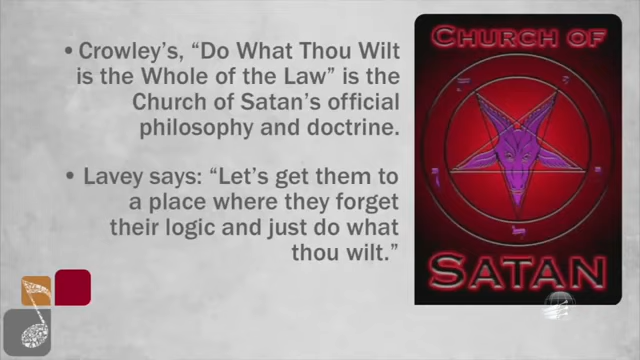 • Crowley's, “Do What Thou Wilt
is the Whole of the Law” is the
Church of Satan's official
philosophy and doctrine.
• Lavey says: “Let's get them to
a place where they forget
their logic and just do what
thou wilt.”
CHURCH OF
SATAN